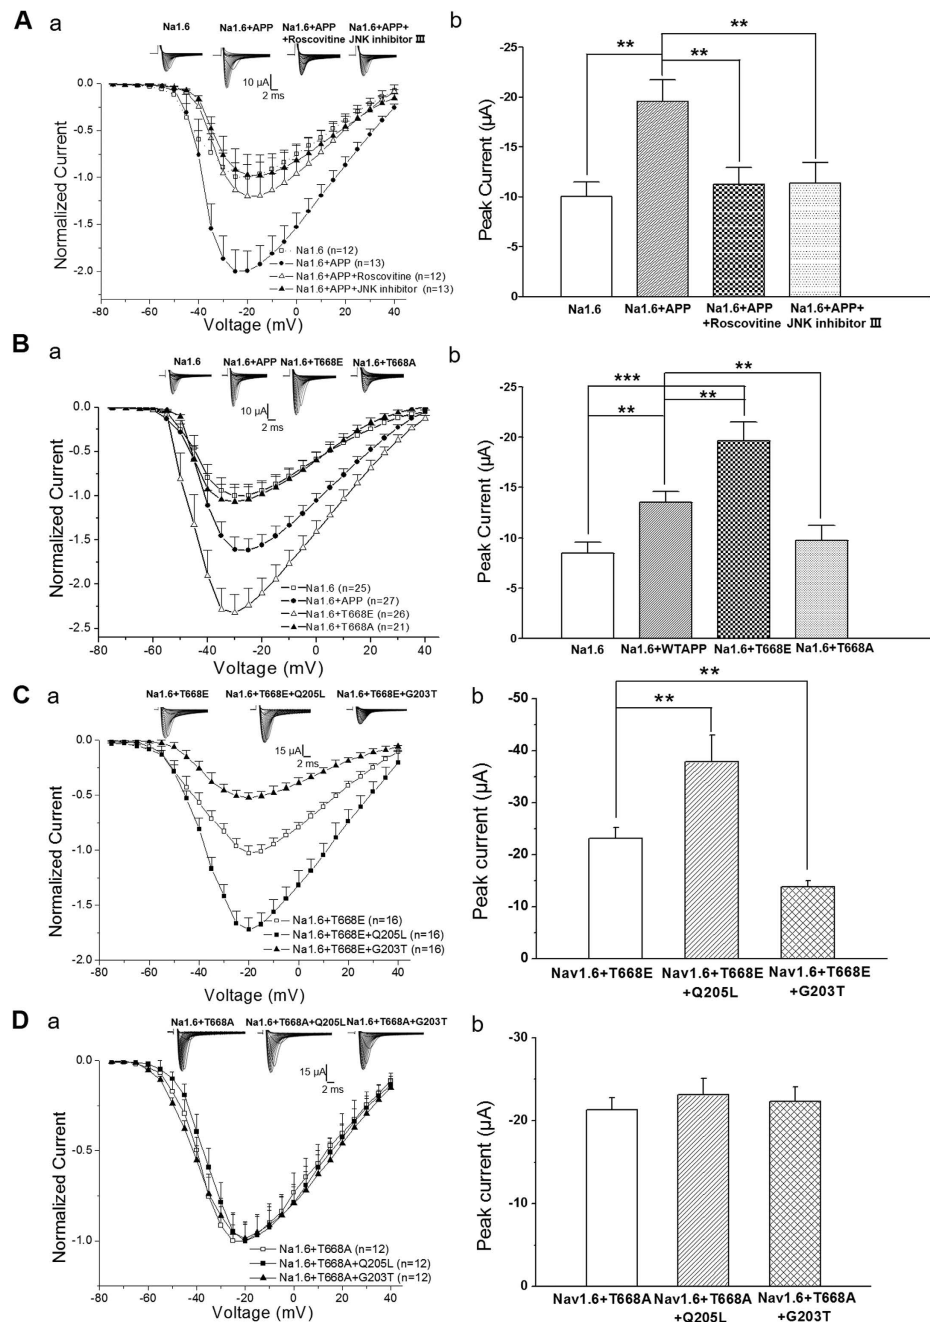 A a
Na1.6 Na1.6+APP Na1.6+APP Na1.6+APP+
+Roscovitine JNK inhibitor III
10 µA
2 ms
0.0
-0.5
-1.0
-1.5
-2.0
Normalized Current
Na1.6 (n=12)
Na1.6+APP (n=13)
Na1.6+APP+Roscovitine (n=12)
Na1.6+APP+JNK inhibitor (n=13)
-80 -60 -40 -20 0 20 40
Voltage (mV)
b
-25
-20
-15
-10
-5
0
Peak Current (µA)
** ** ** **
Na1.6 Na1.6+APP Na1.6+APP Na1.6+APP+
+Roscovitine JNK inhibitor III
B a
Na1.6 Na1.6+APP Na1.6+T668E Na1.6+T668A
10 µA
2 ms
0.0
-0.5
-1.0
-1.5
-2.0
-2.5
Normalized Current
Na1.6 (n=25)
Na1.6+APP (n=27)
Na1.6+T668E (n=26)
Na1.6+T668A (n=21)
-80 -60 -40 -20 0 20 40
Voltage (mV)
b
-25
-20
-15
-10
-5
0
Peak Current (µA)
*** ** ** **
Na1.6 Na1.6+WTAPP Na1.6+T668E Na1.6+T668A
C a
Na1.6+T668E Na1.6+T668E+Q205L Na1.6+T668E+G203T
15 µA
2 ms
0.0
-0.5
-1.0
-1.5
-2.0
Normalized Current
Na1.6+T668E (n=16)
Na1.6+T668E+Q205L (n=16)
Na1.6+T668E+G203T (n=16)
-80 -60 -40 -20 0 20 40
Voltage (mV)
b
-50
-40
-30
-20
-10
0
Peak current (µA)
** **
Nav1.6+T668E Nav1.6+T668E Nav1.6+T668E
+Q205L +G203T
D a
Na1.6+T668A Na1.6+T668A+Q205L Na1.6+T668A+G203T
15 µA
2 ms
0.0
-0.5
-1.0
Normalized Current
Na1.6+T668A (n=12)
Na1.6+T668A+Q205L (n=12)
Na1.6+T668A+G203T (n=12)
-80 -60 -40 -20 0 20 40
Voltage (mV)
b
-30
-20
-10
0
Peak current (µA)
Nav1.6+T668A Nav1.6+T668A Nav1.6+T668A
+Q205L +G203T